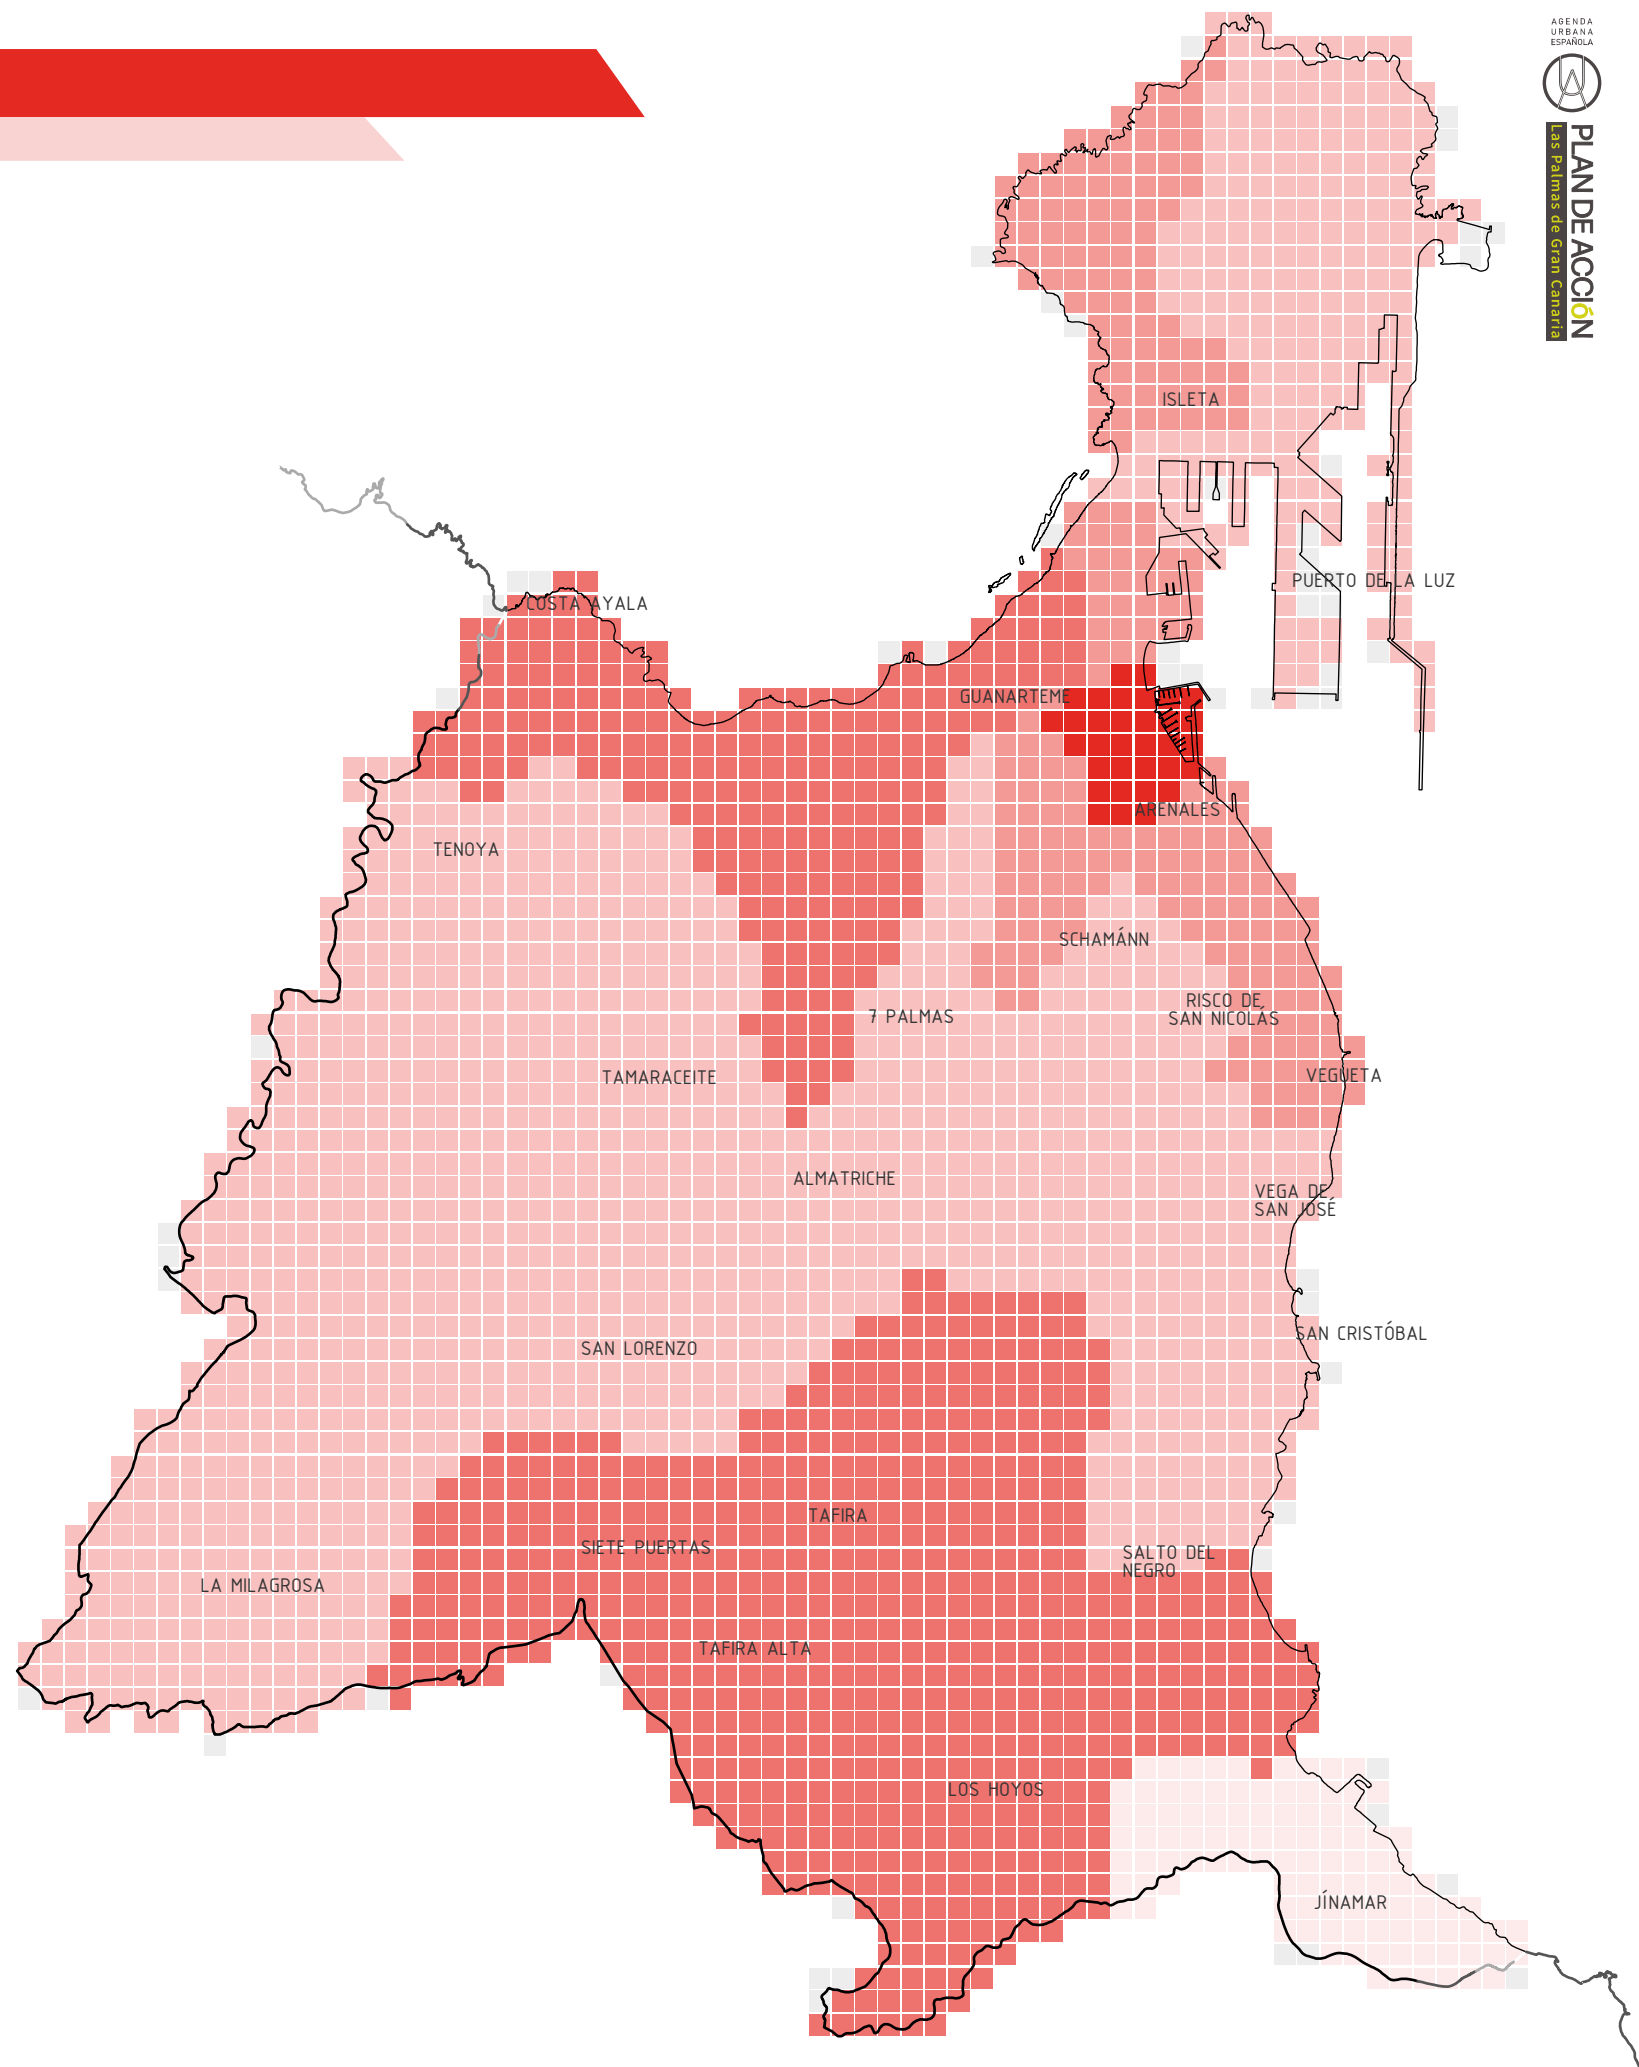 AGENDA
URBANA
ESPAÑOLA
PLAN DE ACCIÓN
Las Palmas de Gran Canaria
ISLETA
PUERTO DE LA LUZ
COSTA AYALA
GUANARTEME
ARENALES
TENOYA
SCHAMÁNN
RISCO DE
SAN NICOLÁS
7 PALMAS
TAMARACEITE
VEGUETA
ALMATRICHE
VEGA DE
SAN JOSÉ
SAN CRISTÓBAL
SAN LORENZO
TAFIRA
SIETE PUERTAS
SALTO DEL
NEGRO
LA MILAGROSA
TAFIRA ALTA
LOS HOYOS
JÍNAMAR